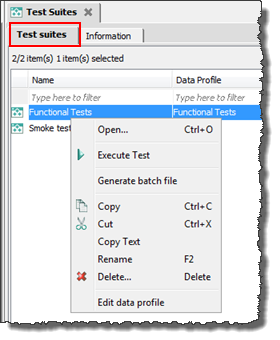 Test Suites
Test suites Information
2/2 item(s) 1 item(s) selected
Name Data Profile
Type here to filter Type here to filter
Functional Tests Functional Tests
Smoke test
Open... Ctrl+O
Execute Test
Generate batch file
Copy Ctrl+C
Cut Ctrl+X
Copy Text
Rename F2
Delete... Delete
Edit data profile